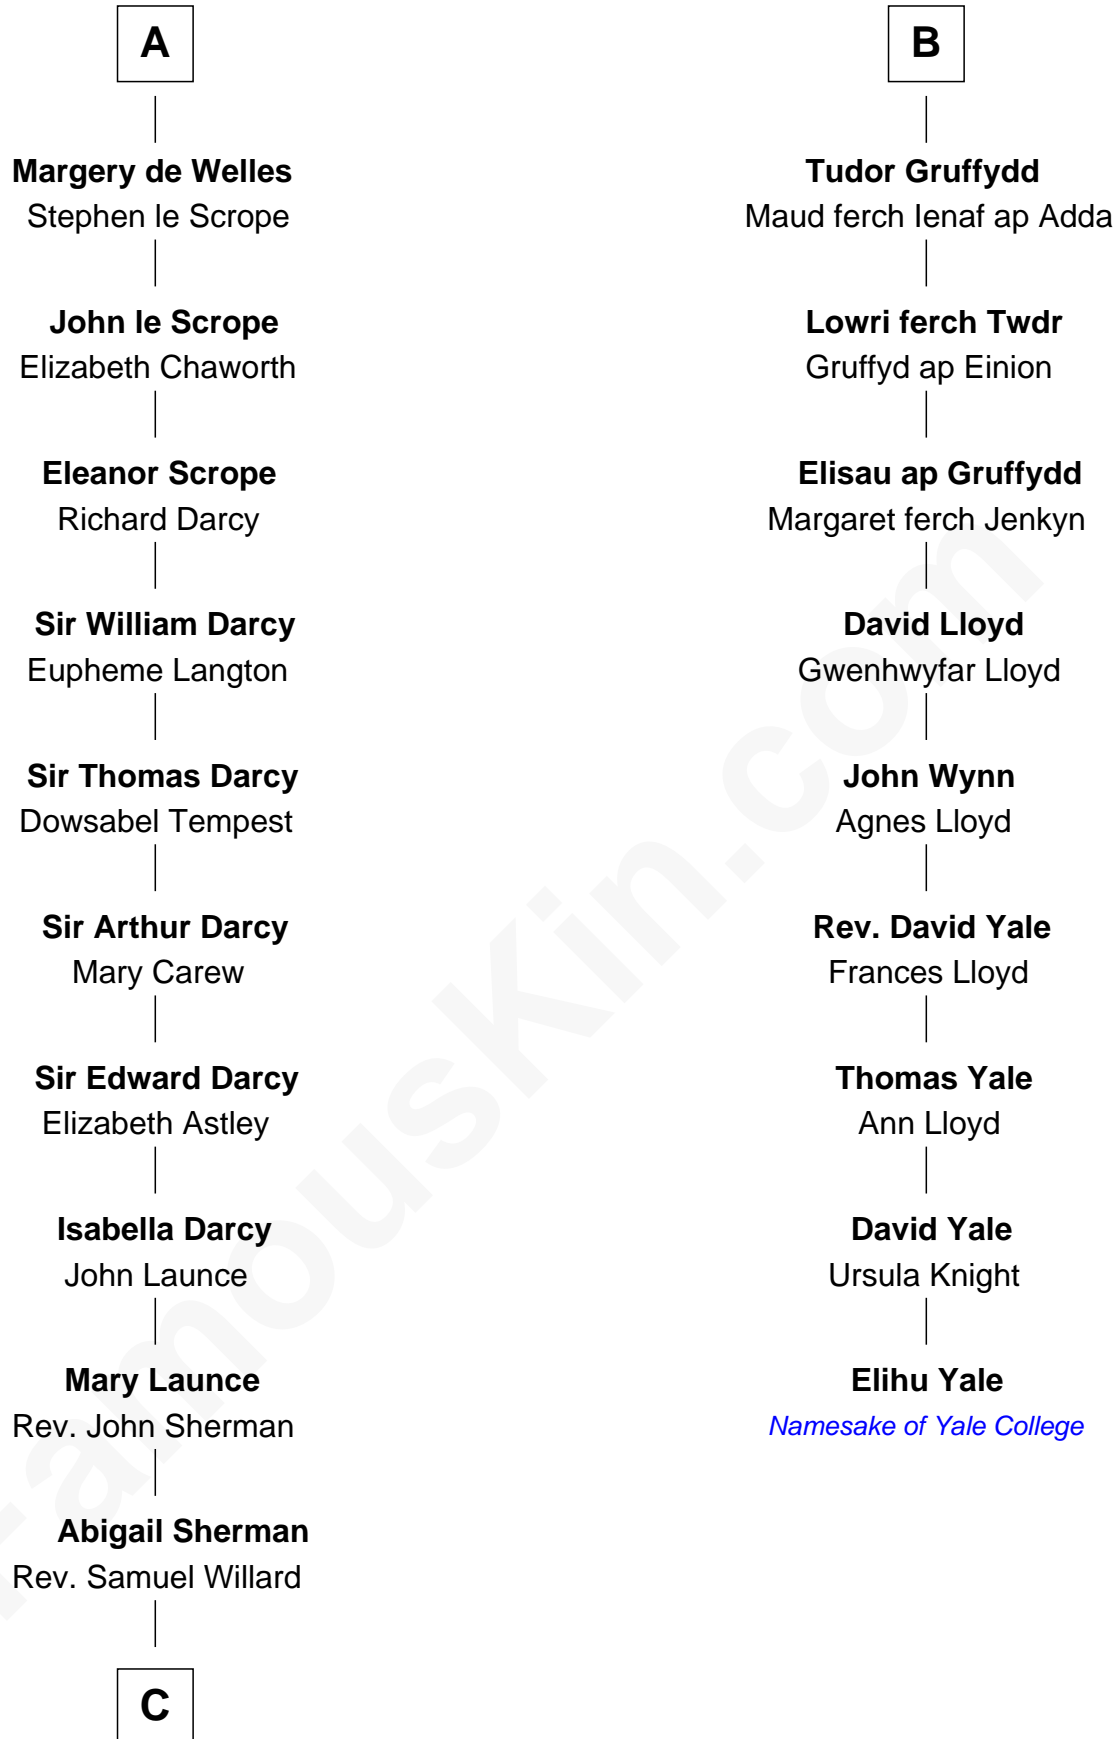 A
Margery de Welles
Stephen le Scrope
John le Scrope
Elizabeth Chaworth
Eleanor Scrope
Richard Darcy
Sir William Darcy
Eupheme Langton
Sir Thomas Darcy
Dowsabel Tempest
Sir Arthur Darcy
Mary Carew
Sir Edward Darcy
Elizabeth Astley
Isabella Darcy
John Launce
Mary Launce
Rev. John Sherman
Abigail Sherman
Rev. Samuel Willard
C
B
Tudor Gruffydd
Maud ferch Ienaf ap Adda
Lowri ferch Twdr
Gruffyd ap Einion
Elisau ap Gruffydd
Margaret ferch Jenkyn
David Lloyd
Gwenhwyfar Lloyd
John Wynn
Agnes Lloyd
Rev. David Yale
Frances Lloyd
Thomas Yale
Ann Lloyd
David Yale
Ursula Knight
Elihu Yale
Namesake of Yale College
FamousKin.com